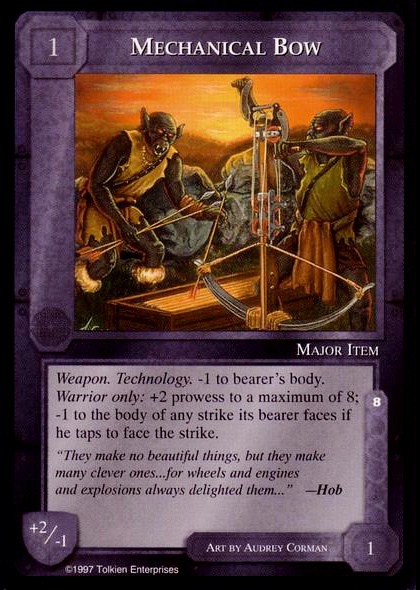 1
MECHANICAL BOW
MAJOR ITEM
Weapon. Technology. -1 to bearer's body.
Warrior only: +2 prowess to a maximum of 8;
-1 to the body of any strike its bearer faces if
he taps to face the strike.
8
"They make no beautiful things, but they make
many clever ones...for wheels and engines
and explosions always delighted them..." —Hob
+2/-1
ART BY AUDREY CORMAN
1
©1997 Tolkien Enterprises